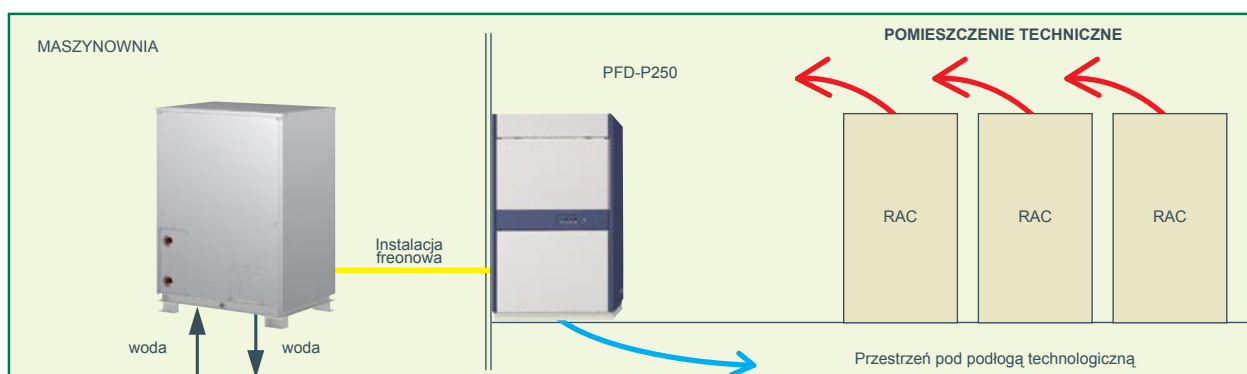 MASZYNOWNIA
POMIESZCZENIE TECHNICZNE
PFD-P250
RAC
RAC
RAC
Instalacja
freonowa
woda
woda
Przestrzeń pod podłogą technologiczną